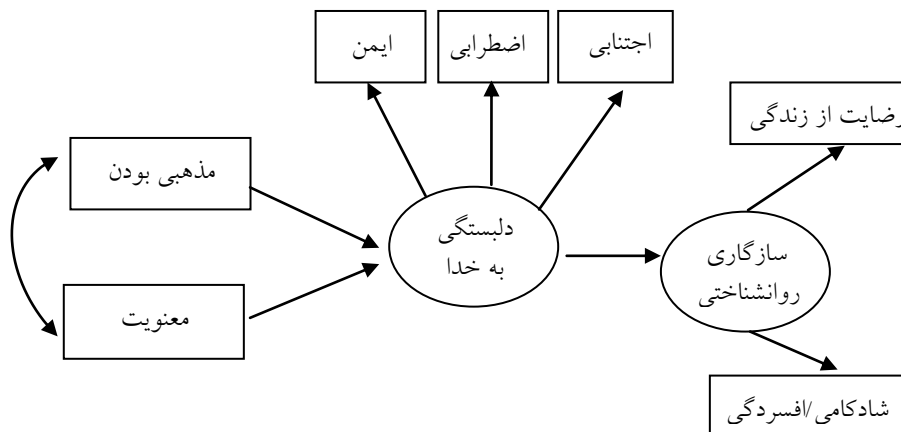 اجتنابی
اضطرابی
ایمن
رضایت از زندگی
مذهبی بودن
دلبستگی
به خدا
سازگاری
روانشناختی
معنویت
شادکامی/افسردگی